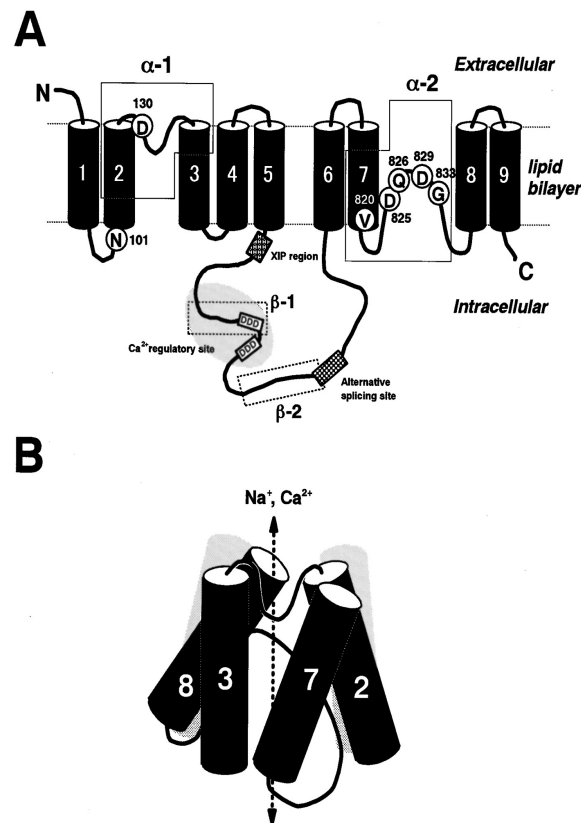 A
α-1
α-2
Extracellular
N
130
D
826
829
833
Q
D
G
1
2
3
4
5
6
7
8
9
lipid
bilayer
820
V
D
825
N
101
XIP region
C
β-1
Intracellular
DDD
DDD
Ca²⁺regulatory site
Alternative
splicing site
β-2
B
Na⁺, Ca²⁺
8
3
7
2